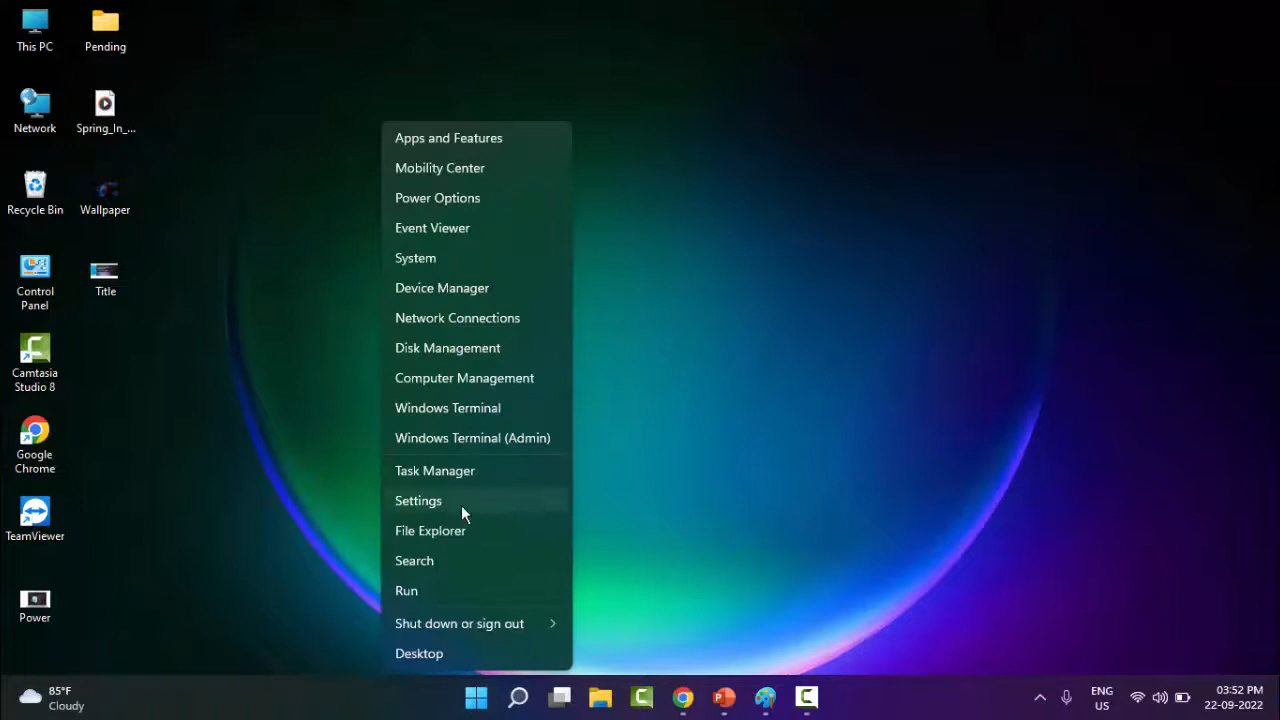 This PC
Pending
Network
Spring_In_...
Recycle Bin
Wallpaper
Control
Panel
Title
Camtasia
Studio 8
Google
Chrome
TeamViewer
Power
Apps and Features
Mobility Center
Power Options
Event Viewer
System
Device Manager
Network Connections
Disk Management
Computer Management
Windows Terminal
Windows Terminal (Admin)
Task Manager
Settings
File Explorer
Search
Run
Shut down or sign out
Desktop
85°F
Cloudy
ENG
US
03:52 PM
22-09-2022